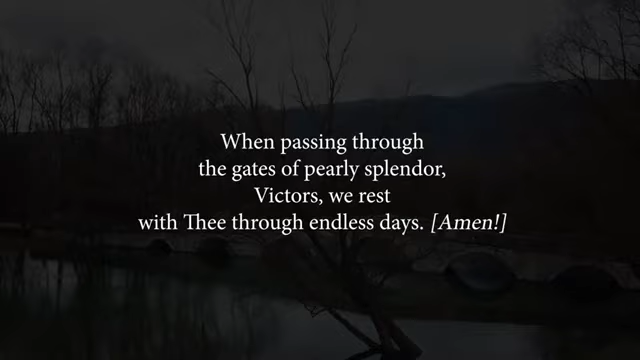 When passing through
the gates of pearly splendor,
Victors, we rest
with Thee through endless days. [Amen!]